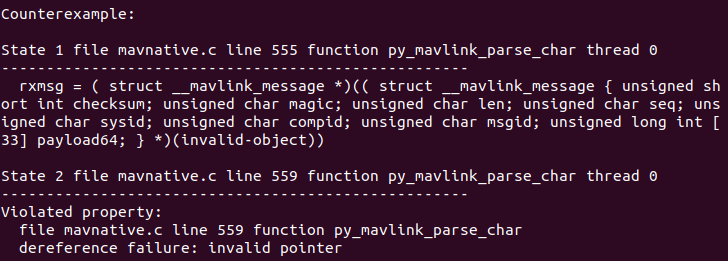 Counterexample:
State 1 file mavnative.c line 555 function py_mavlink_parse_char thread 0
----------------------------------------------------
  rxmsg = ( struct __mavlink_message *)(( struct __mavlink_message { unsigned sh
ort int checksum; unsigned char magic; unsigned char len; unsigned char seq; uns
igned char sysid; unsigned char compid; unsigned char msgid; unsigned long int [
33] payload64; } *)(invalid-object))
State 2 file mavnative.c line 559 function py_mavlink_parse_char thread 0
----------------------------------------------------
Violated property:
  file mavnative.c line 559 function py_mavlink_parse_char
  dereference failure: invalid pointer